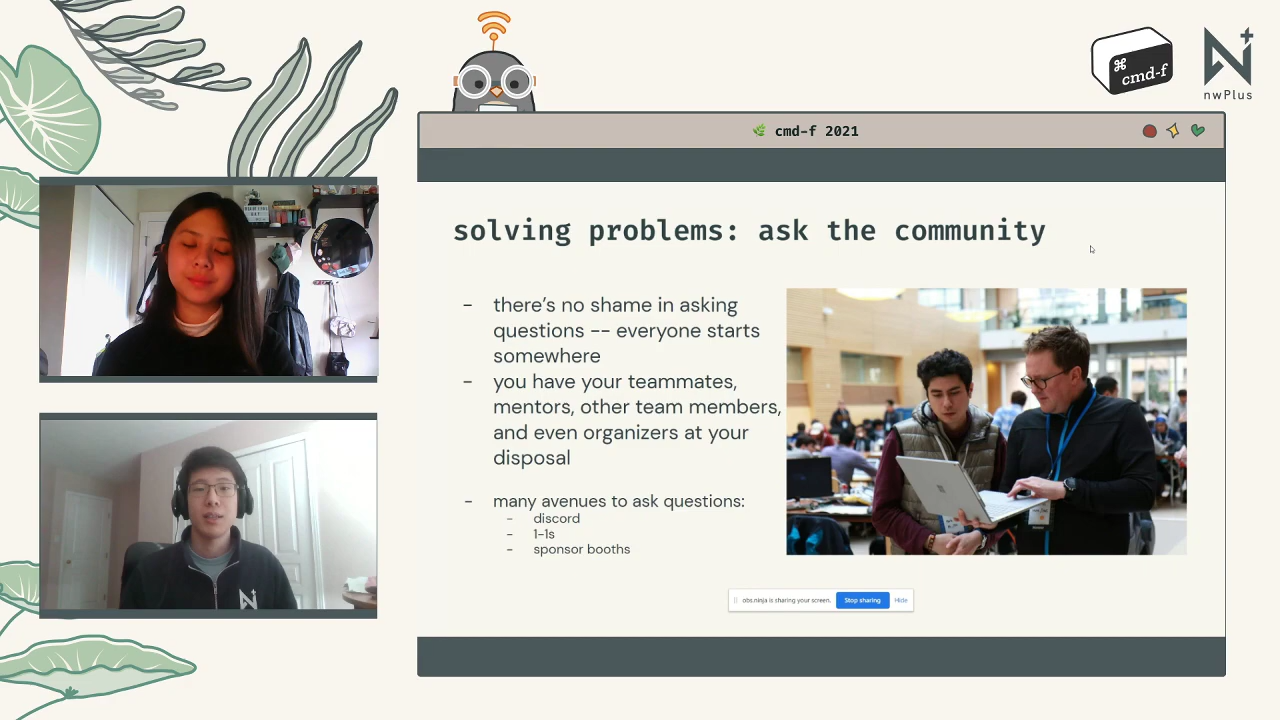 ⌘
cmd-f
nwPlus
cmd-f 2021
solving problems: ask the community
- there's no shame in asking
questions -- everyone starts
somewhere
- you have your teammates,
mentors, other team members,
and even organizers at your
disposal
- many avenues to ask questions:
- discord
- 1-1s
- sponsor booths
obs.ninja is sharing your screen.
Stop sharing
Hide